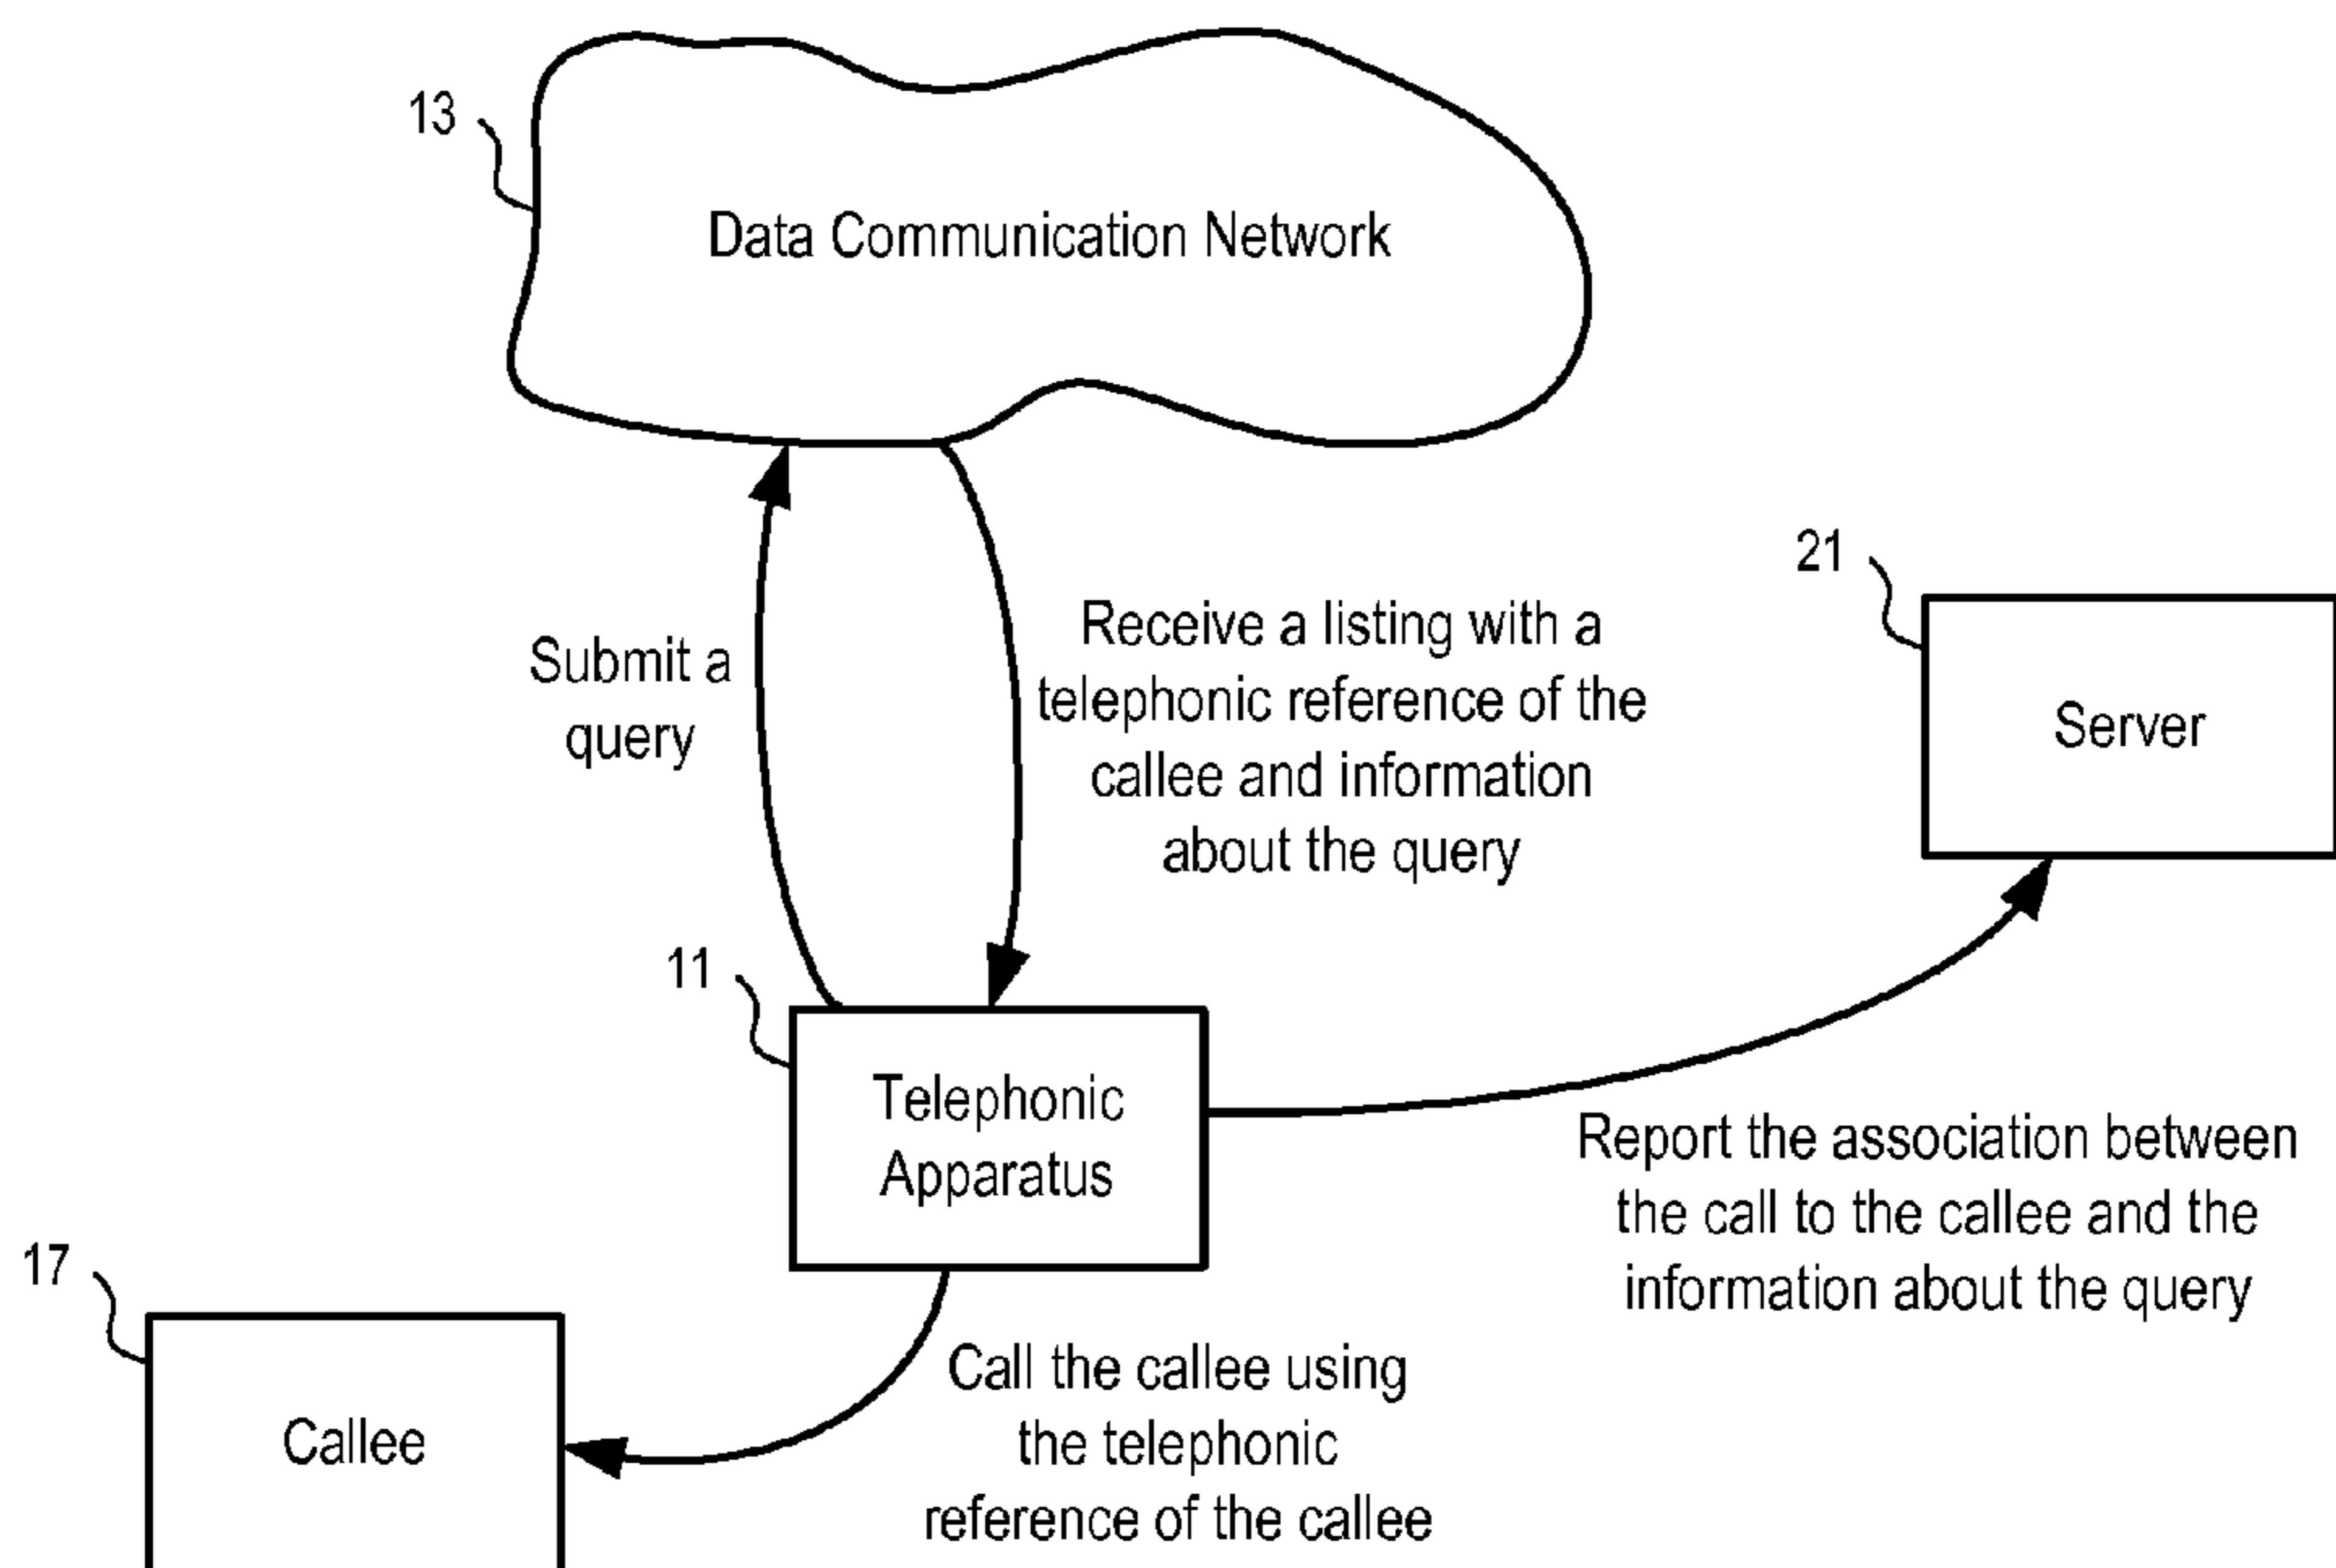 13
Data Communication Network
21
Submit a
query
Receive a listing with a
telephonic reference of the
callee and information
about the query
Server
11
Telephonic
Apparatus
Report the association between
the call to the callee and the
information about the query
17
Callee
Call the callee using
the telephonic
reference of the callee